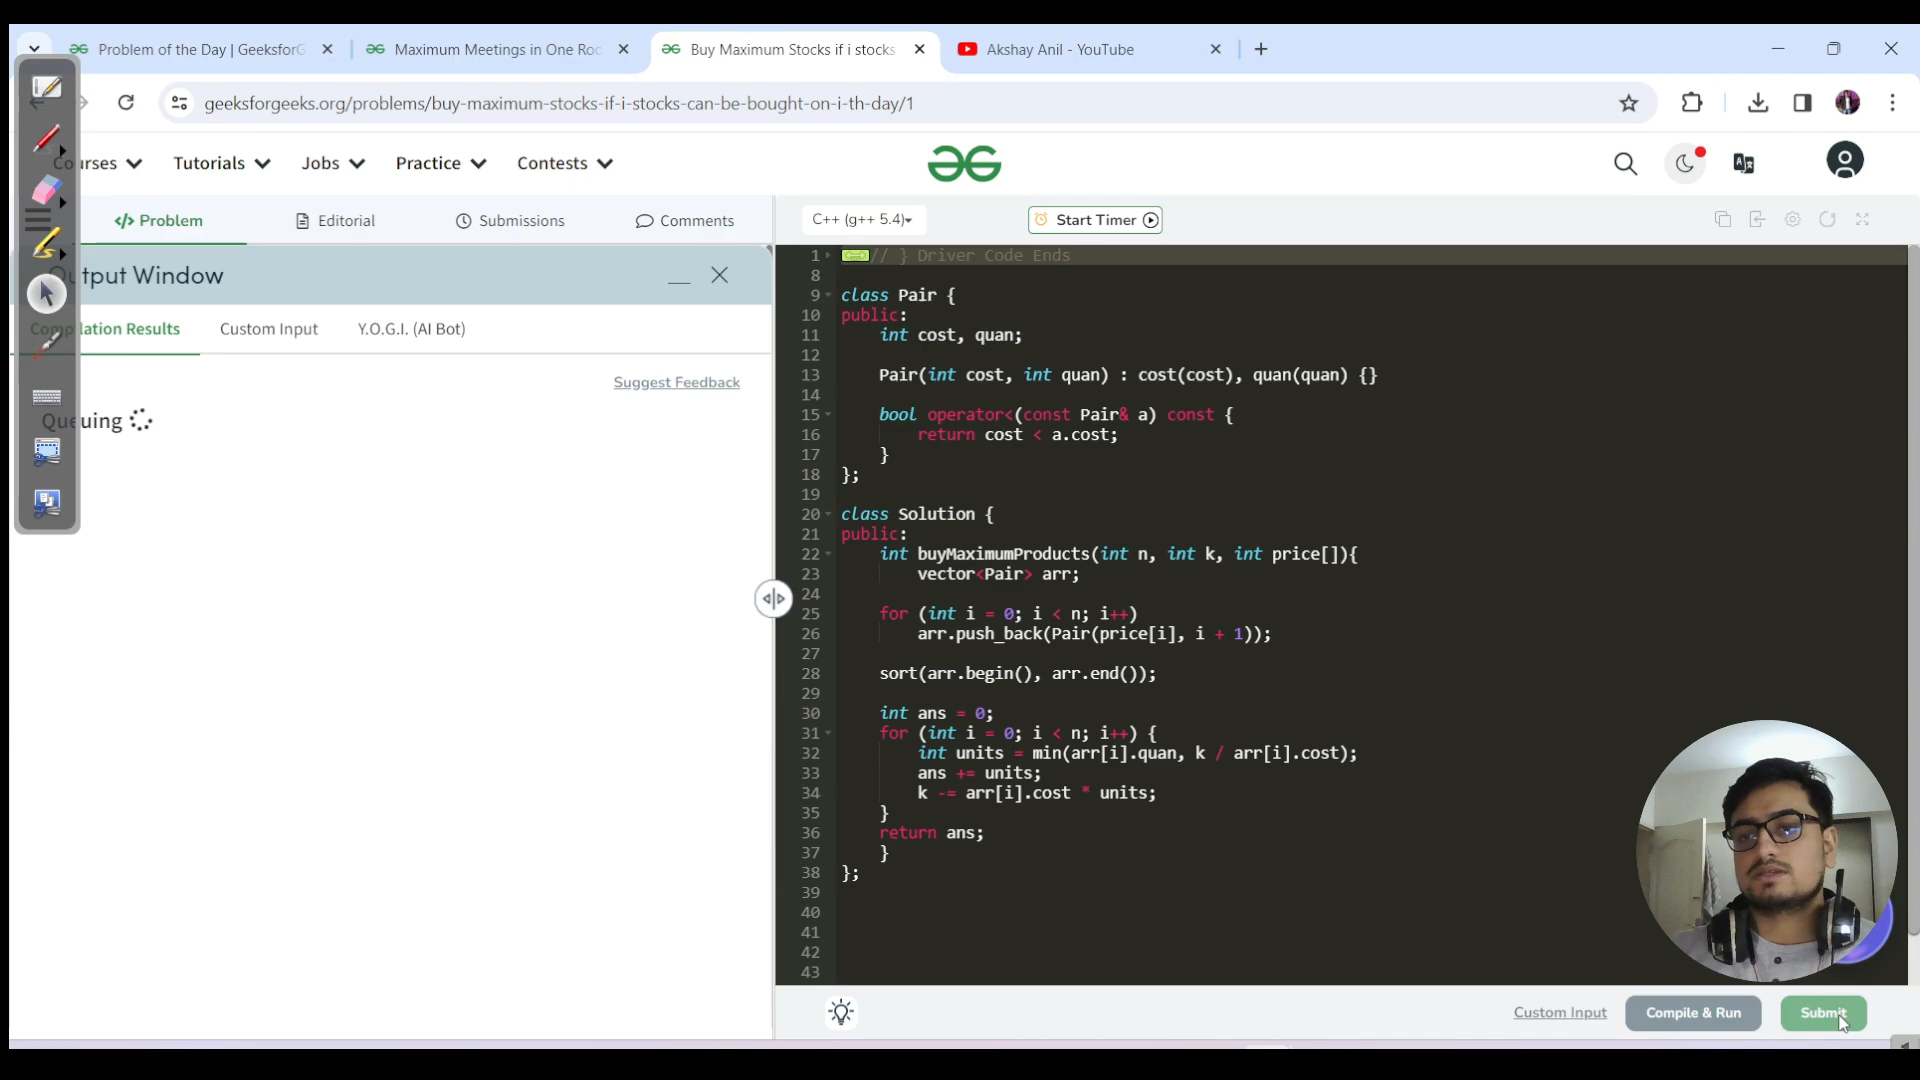 Problem of the Day | GeeksforG
Maximum Meetings in One Roo
Buy Maximum Stocks if i stocks
Akshay Anil - YouTube
geeksforgeeks.org/problems/buy-maximum-stocks-if-i-stocks-can-be-bought-on-i-th-day/1
Courses
Tutorials
Jobs
Practice
Contests
</> Problem
Editorial
Submissions
Comments
C++ (g++ 5.4)
Start Timer
Output Window
Compilation Results
Custom Input
Y.O.G.I. (AI Bot)
Suggest Feedback
Queuing
1 // } Driver Code Ends
8
9 class Pair {
10 public:
11 int cost, quan;
12
13 Pair(int cost, int quan) : cost(cost), quan(quan) {}
14
15 bool operator<(const Pair& a) const {
16 return cost < a.cost;
17 }
18 };
19
20 class Solution {
21 public:
22 int buyMaximumProducts(int n, int k, int price[]){
23 vector<Pair> arr;
24
25 for (int i = 0; i < n; i++)
26 arr.push_back(Pair(price[i], i + 1));
27
28 sort(arr.begin(), arr.end());
29
30 int ans = 0;
31 for (int i = 0; i < n; i++) {
32 int units = min(arr[i].quan, k / arr[i].cost);
33 ans += units;
34 k -= arr[i].cost * units;
35 }
36 return ans;
37 }
38 };
39
40
41
42
43
Custom Input
Compile & Run
Submit